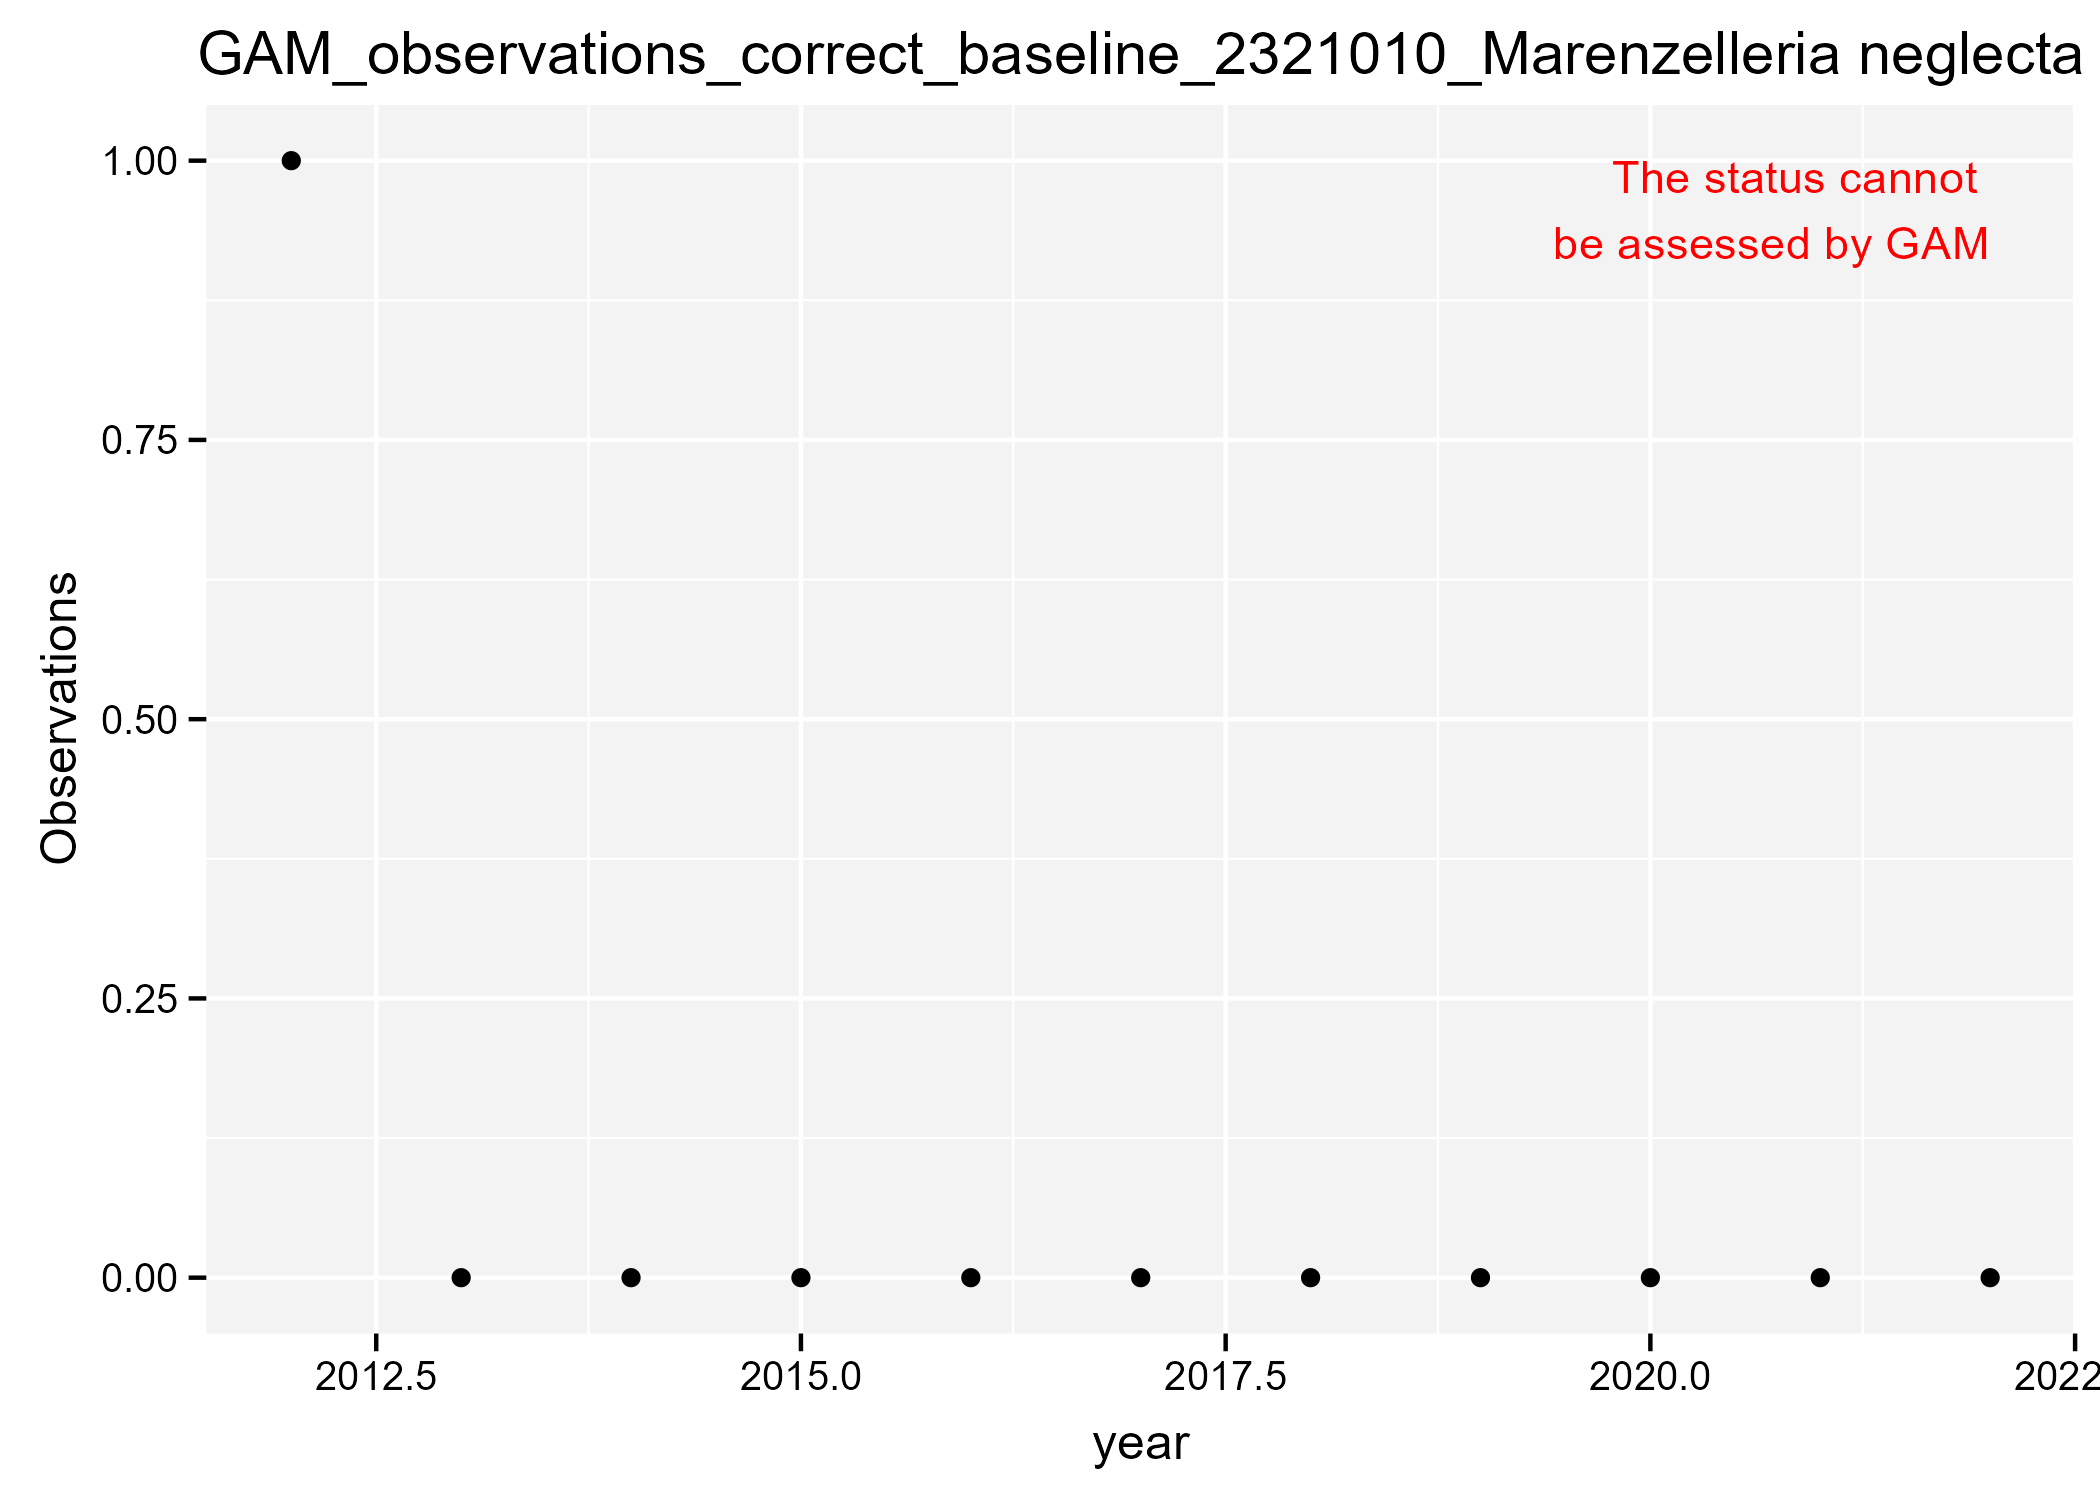 GAM_observations_correct_baseline_2321010_Marenzelleria neglecta
The status cannot
be assessed by GAM
1.00
0.75
0.50
0.25
0.00
Observations
2012.5
2015.0
2017.5
2020.0
2022
year